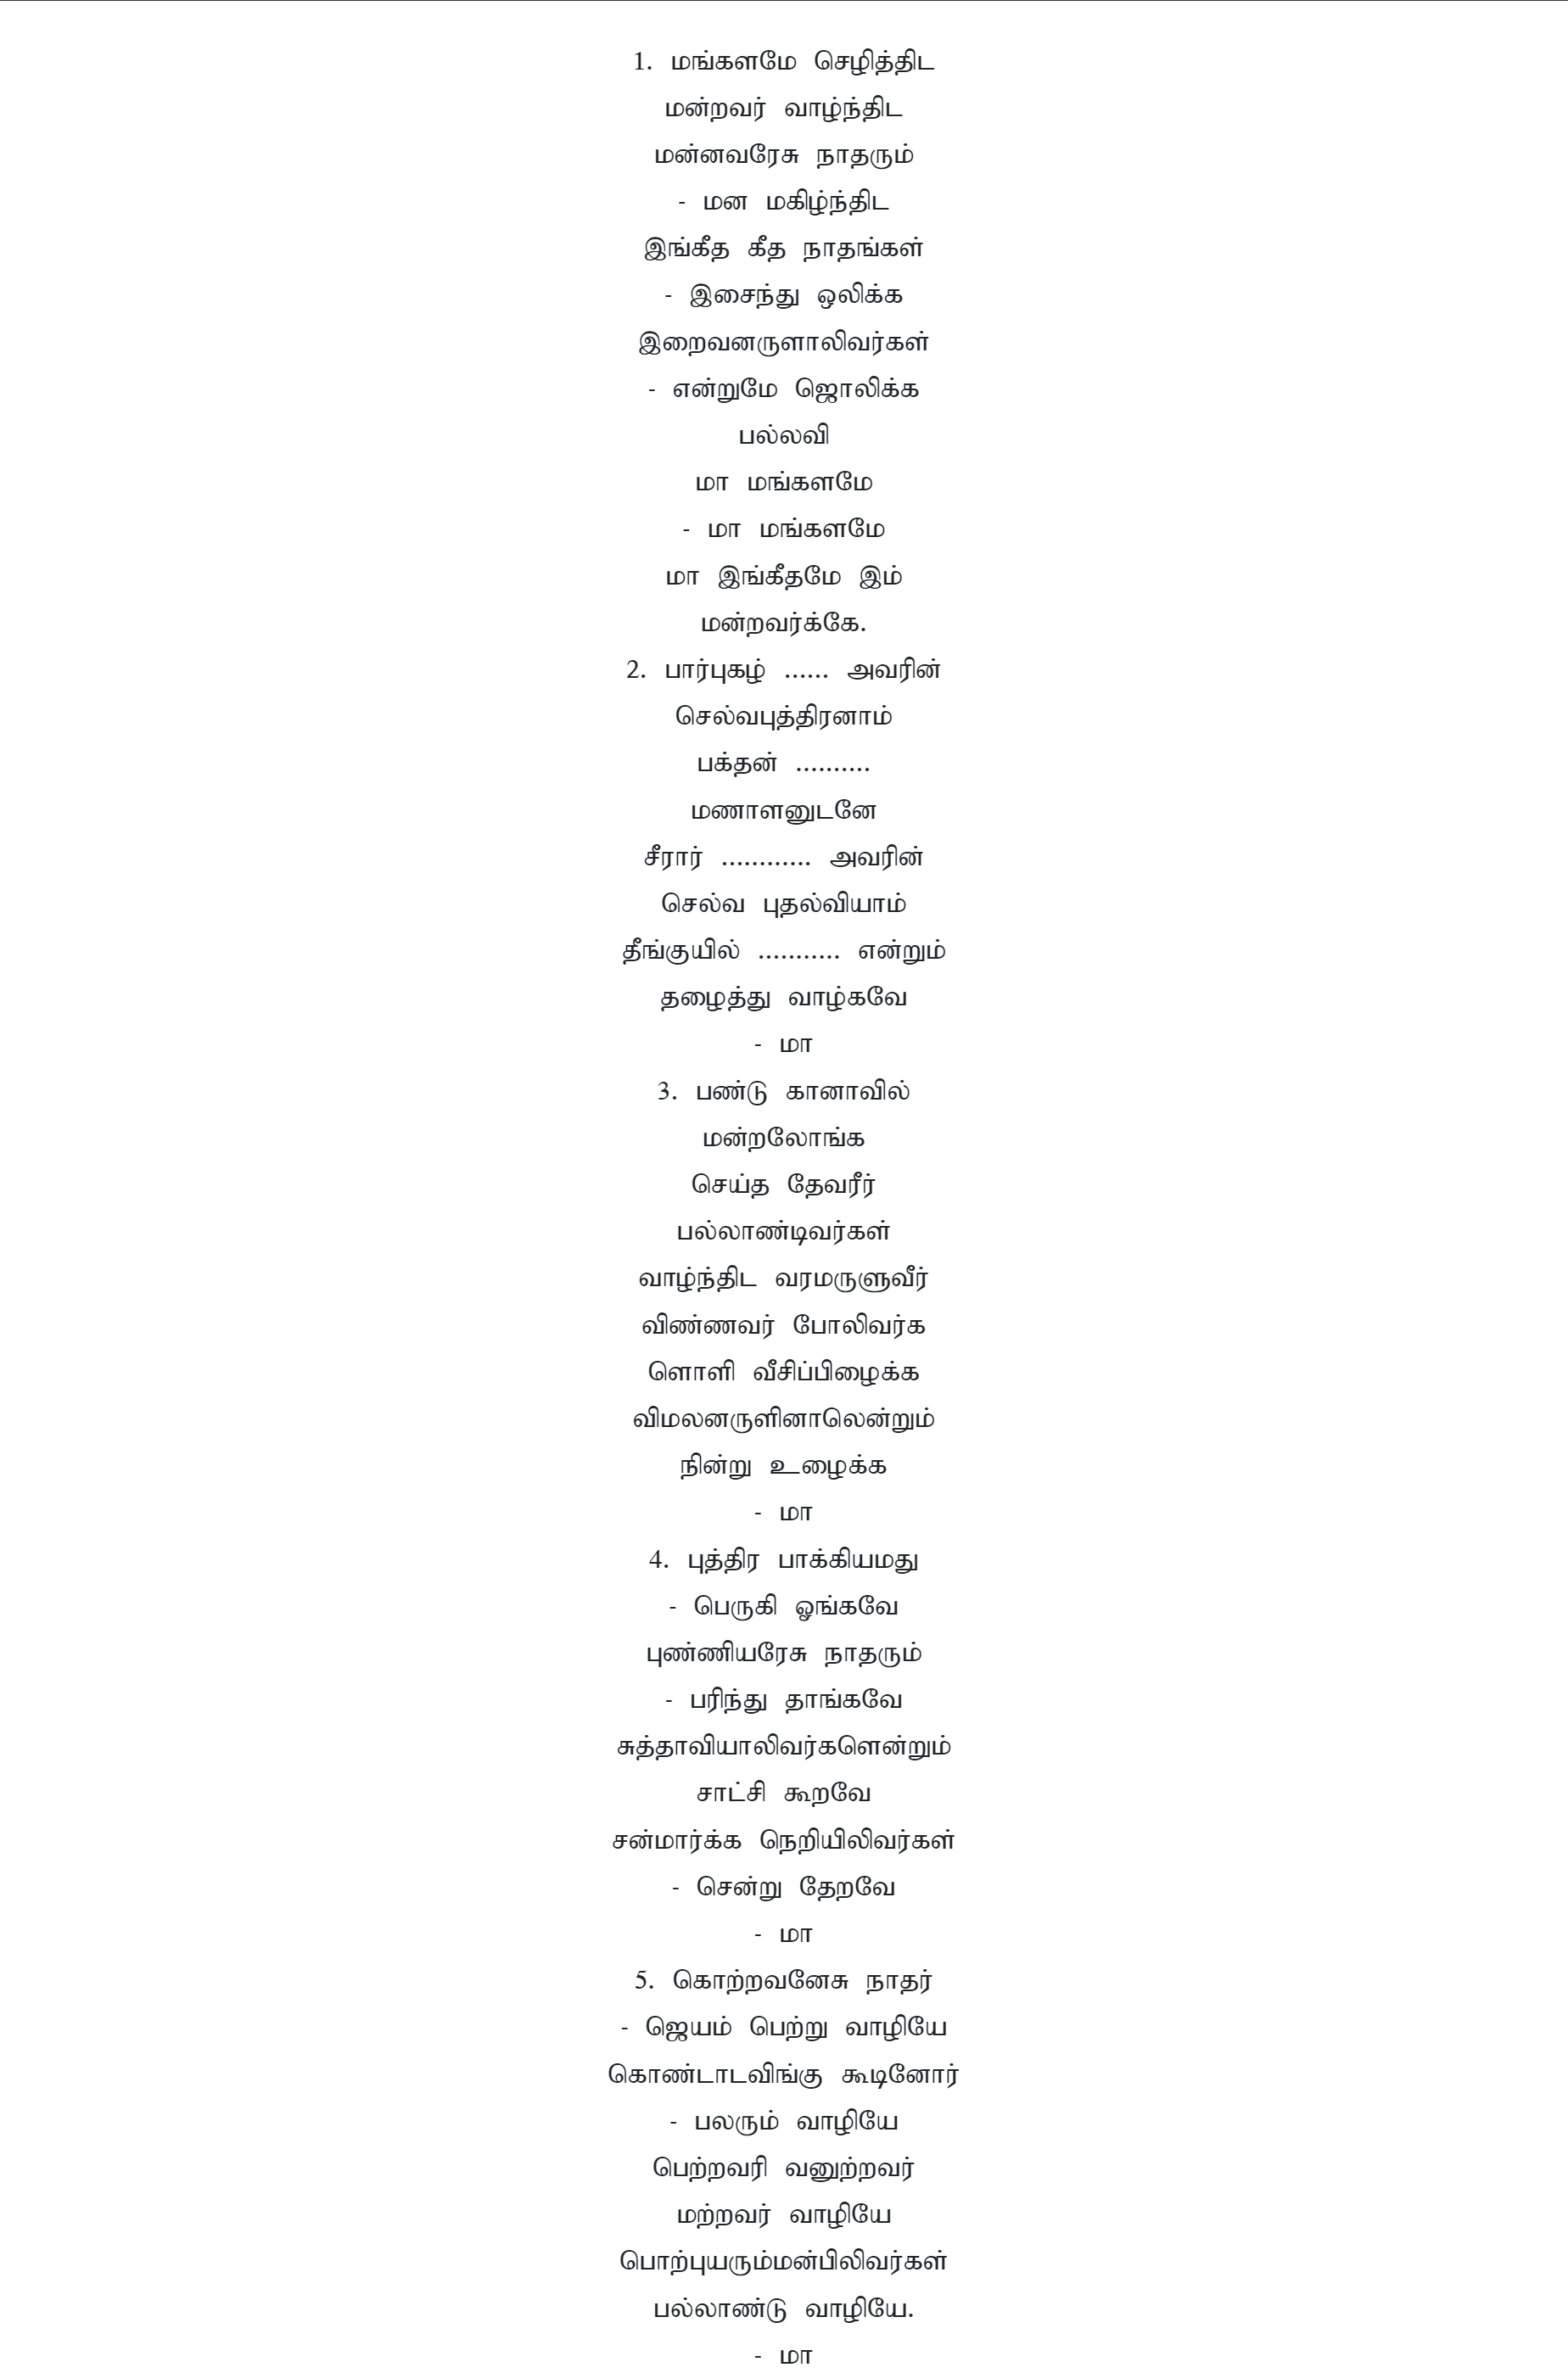 1. மங்களமே செழித்திட
மன்றவர் வாழ்ந்திட
மன்னவரேசு நாதரும்
- மன மகிழ்ந்திட
இங்கீத கீத நாதங்கள்
- இசைந்து ஒலிக்க
இறைவனருளாலிவர்கள்
- என்றுமே ஜொலிக்க
பல்லவி
மா மங்களமே
- மா மங்களமே
மா இங்கீதமே இம்
மன்றவர்க்கே.
2. பார்புகழ் ...... அவரின்
செல்வபுத்திரனாம்
பக்தன் ..........
மணாளனுடனே
சீரார் ............ அவரின்
செல்வ புதல்வியாம்
தீங்குயில் ........... என்றும்
தழைத்து வாழ்கவே
- மா
3. பண்டு கானாவில்
மன்றலோங்க
செய்த தேவரீர்
பல்லாண்டிவர்கள்
வாழ்ந்திட வரமருளுவீர்
விண்ணவர் போலிவர்க
ளொளி வீசிப்பிழைக்க
விமலனருளினாலென்றும்
நின்று உழைக்க
- மா
4. புத்திர பாக்கியமது
- பெருகி ஓங்கவே
புண்ணியரேசு நாதரும்
- பரிந்து தாங்கவே
சுத்தாவியாலிவர்களென்றும்
சாட்சி கூறவே
சன்மார்க்க நெறியிலிவர்கள்
- சென்று தேறவே
- மா
5. கொற்றவனேசு நாதர்
- ஜெயம் பெற்று வாழியே
கொண்டாடவிங்கு கூடினோர்
- பலரும் வாழியே
பெற்றவரி வனுற்றவர்
மற்றவர் வாழியே
பொற்புயரும்மன்பிலிவர்கள்
பல்லாண்டு வாழியே.
- மா